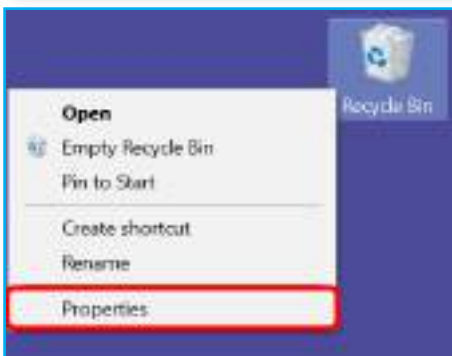 Recycle Bin
Open
Empty Recycle Bin
Pin to Start
Create shortcut
Rename
Properties